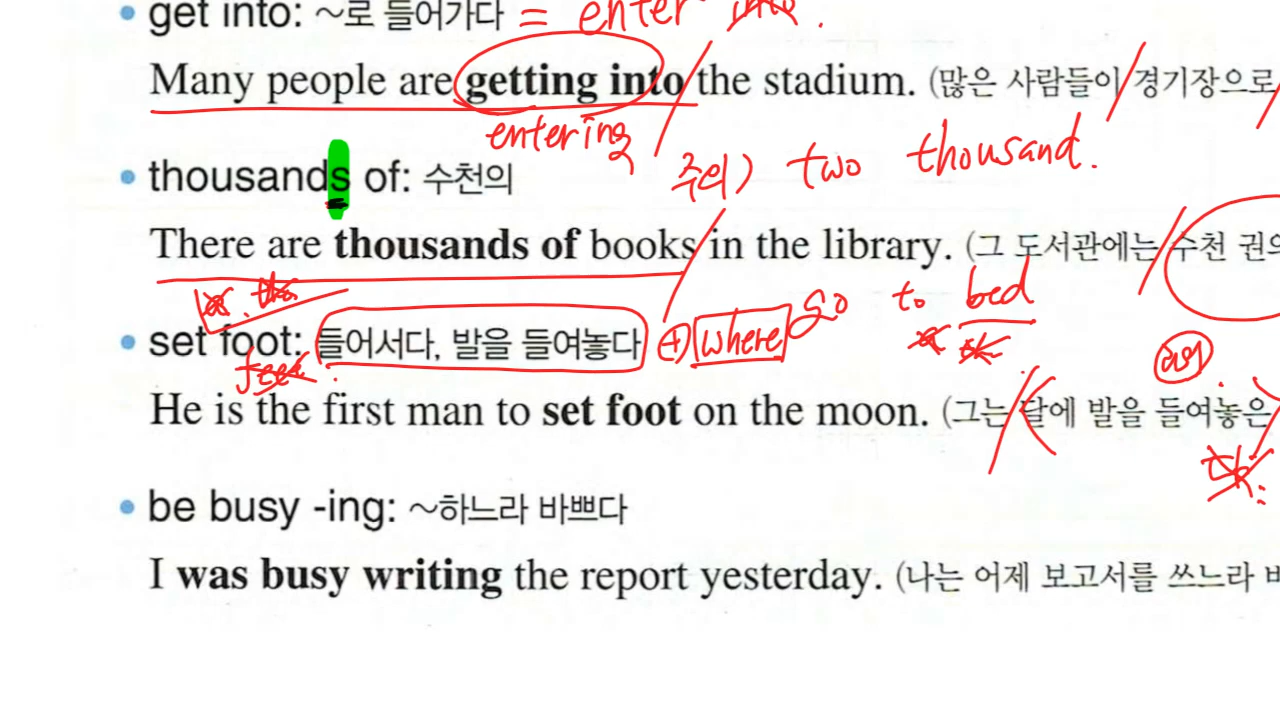 • get into: ~로 들어가다 = enter into.
Many people are getting into the stadium. (많은 사람들이 경기장으로
entering
• thousands of: 수천의 주의) two thousand.
There are thousands of books in the library. (그 도서관에는 수천 권의
a. the
go to bed
• set foot: 들어서다, 발을 들여놓다 + where
feet
He is the first man to set foot on the moon. (그는 달에 발을 들여놓은
• be busy -ing: ~하느라 바쁘다
I was busy writing the report yesterday. (나는 어제 보고서를 쓰느라